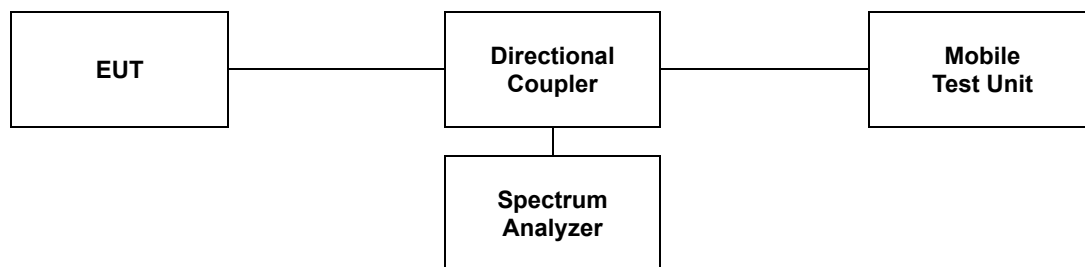 EUT
Directional
Coupler
Mobile
Test Unit
Spectrum
Analyzer